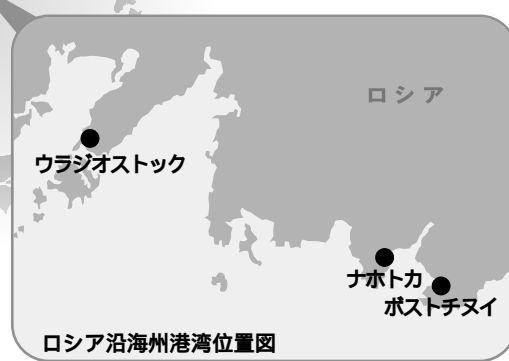 ロシア
ウラジオストック
ナホトカ
ボストチヌイ
ロシア沿海州港湾位置図